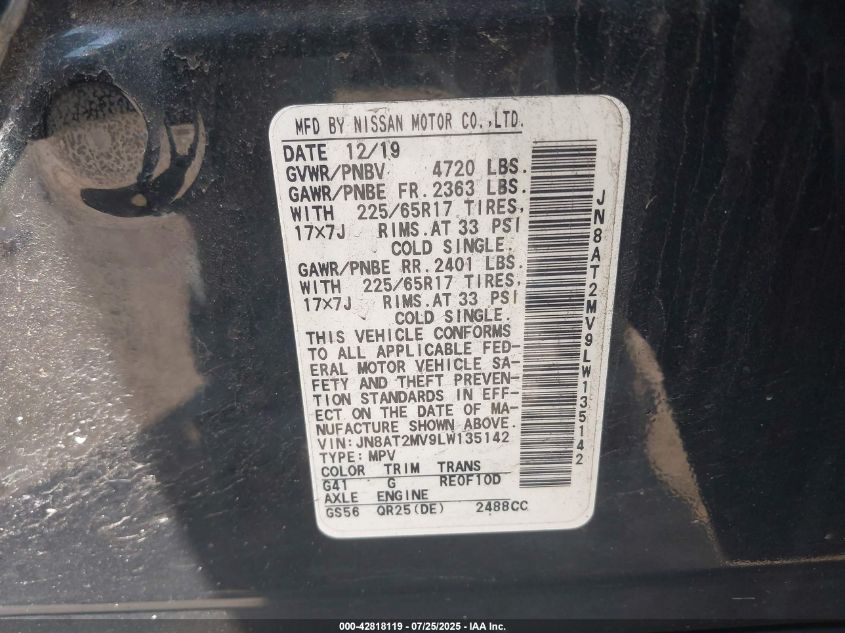 MFD BY NISSAN MOTOR CO.,LTD.
DATE 12/19
GVWR/PNBV 4720 LBS.
GAWR/PNBE FR. 2363 LBS.
WITH 225/65R17 TIRES,
17×7J RIMS.AT 33 PSI
COLD SINGLE.
GAWR/PNBE RR. 2401 LBS.
WITH 225/65R17 TIRES,
17×7J RIMS.AT 33 PSI
COLD SINGLE.
THIS VEHICLE CONFORMS
TO ALL APPLICABLE FED-
ERAL MOTOR VEHICLE SA-
FETY AND THEFT PREVEN-
TION STANDARDS IN EFF-
ECT ON THE DATE OF MA-
NUFACTURE SHOWN ABOVE.
VIN:JN8AT2MV9LW135142
TYPE: MPV
COLOR TRIM TRANS
G41 G RE0F10D
AXLE ENGINE
GS56 QR25(DE) 2488CC
JN8AT2MV9LW135142
000-42818119 — 07/25/2025 - IAA Inc.